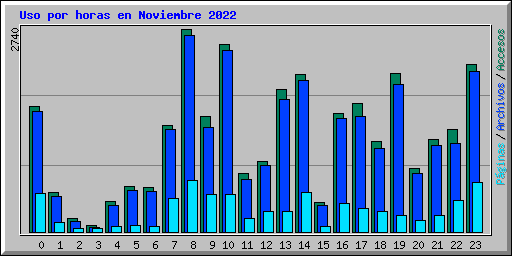 Uso por horas en Noviembre 2022
2740
Páginas / Archivos / Accesos
0 1 2 3 4 5 6 7 8 9 10 11 12 13 14 15 16 17 18 19 20 21 22 23